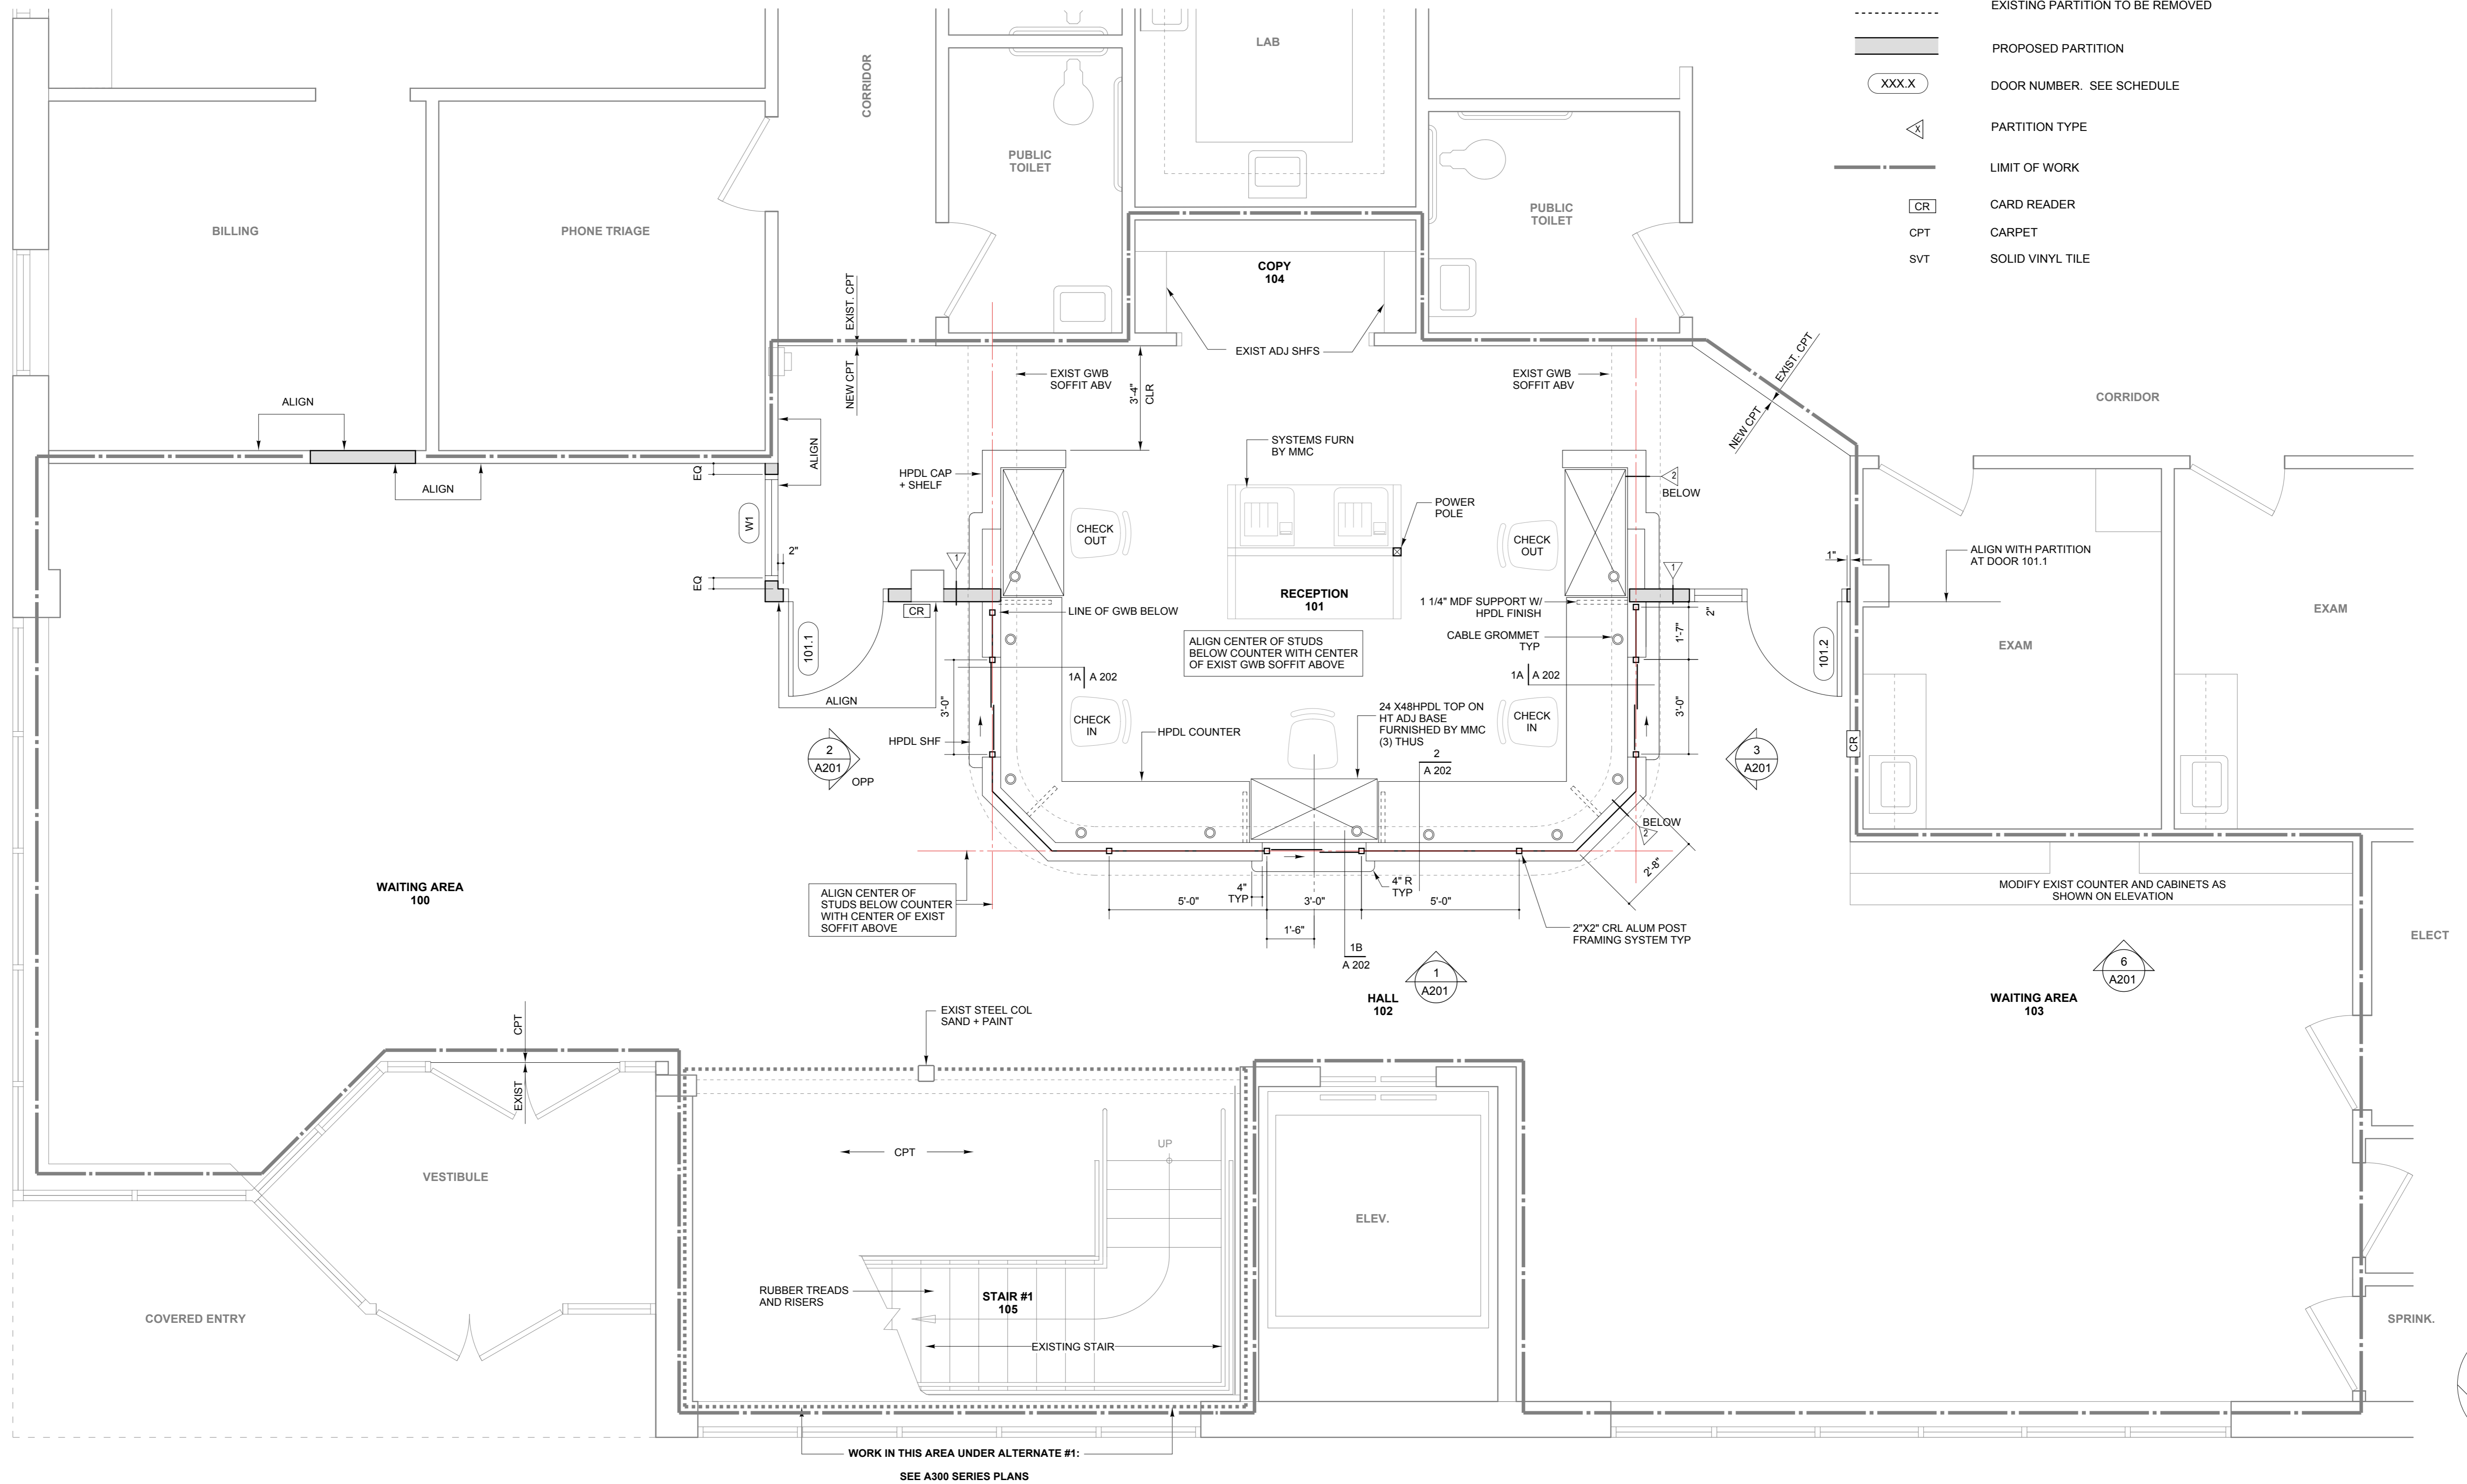 EXISTING PARTITION TO BE REMOVED
PROPOSED PARTITION
XXX.X
DOOR NUMBER.  SEE SCHEDULE
X
PARTITION TYPE
LIMIT OF WORK
CR
CARD READER
CPT
CARPET
SVT
SOLID VINYL TILE
LAB
CORRIDOR
PUBLIC
TOILET
BILLING
PHONE TRIAGE
PUBLIC
TOILET
COPY
104
EXIST. CPT
NEW CPT
EXIST ADJ SHFS
EXIST GWB
SOFFIT ABV
3'-4"
CLR
EXIST GWB
SOFFIT ABV
EXIST. CPT
NEW CPT
CORRIDOR
ALIGN
ALIGN
ALIGN
EQ
W1
EQ
2"
HPDL CAP
+ SHELF
SYSTEMS FURN
BY MMC
POWER
POLE
2
BELOW
CHECK
OUT
CHECK
OUT
1
1
1"
ALIGN WITH PARTITION
AT DOOR 101.1
RECEPTION
101
CR
LINE OF GWB BELOW
1 1/4" MDF SUPPORT W/
HPDL FINISH
2"
1'-7"
EXAM
EXAM
101.1
101.2
ALIGN CENTER OF STUDS
BELOW COUNTER WITH CENTER
OF EXIST GWB SOFFIT ABOVE
CABLE GROMMET
TYP
1A
A 202
1A
A 202
ALIGN
3'-0"
3'-0"
CHECK
IN
CHECK
IN
24 X48HPDL TOP ON
HT ADJ BASE
FURNISHED BY MMC
(3) THUS
2
A 202
HPDL SHF
HPDL COUNTER
2
A201
OPP
3
A201
CR
BELOW
2
2'-8"
WAITING AREA
100
ALIGN CENTER OF
STUDS BELOW COUNTER
WITH CENTER OF EXIST
SOFFIT ABOVE
4"
TYP
4" R
TYP
5'-0"
3'-0"
5'-0"
1'-6"
1B
A 202
2"X2" CRL ALUM POST
FRAMING SYSTEM TYP
MODIFY EXIST COUNTER AND CABINETS AS
SHOWN ON ELEVATION
ELECT
1
A201
6
A201
HALL
102
WAITING AREA
103
EXIST STEEL COL
SAND + PAINT
CPT
EXIST
CPT
UP
VESTIBULE
ELEV.
RUBBER TREADS
AND RISERS
STAIR #1
105
EXISTING STAIR
COVERED ENTRY
SPRINK.
WORK IN THIS AREA UNDER ALTERNATE #1:
SEE A300 SERIES PLANS